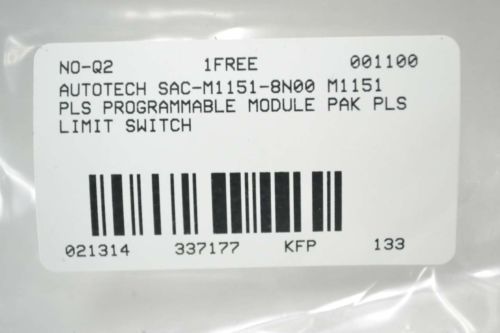 NO-Q2 1FREE 001100
AUTOTECH SAC-M1151-8N00 M1151
PLS PROGRAMMABLE MODULE PAK PLS
LIMIT SWITCH
021314 337177 KFP 133